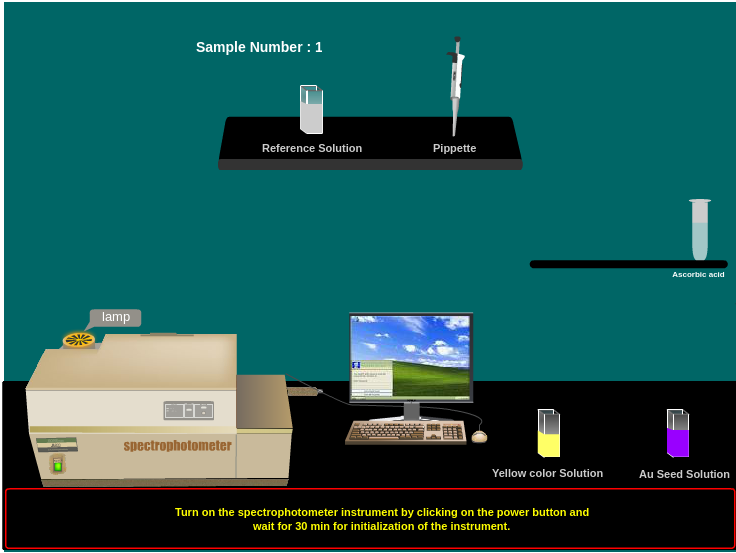 Sample Number : 1
Reference Solution
Pippette
Ascorbic acid
lamp
spectrophotometer
Yellow color Solution
Au Seed Solution
Turn on the spectrophotometer instrument by clicking on the power button and
wait for 30 min for initialization of the instrument.